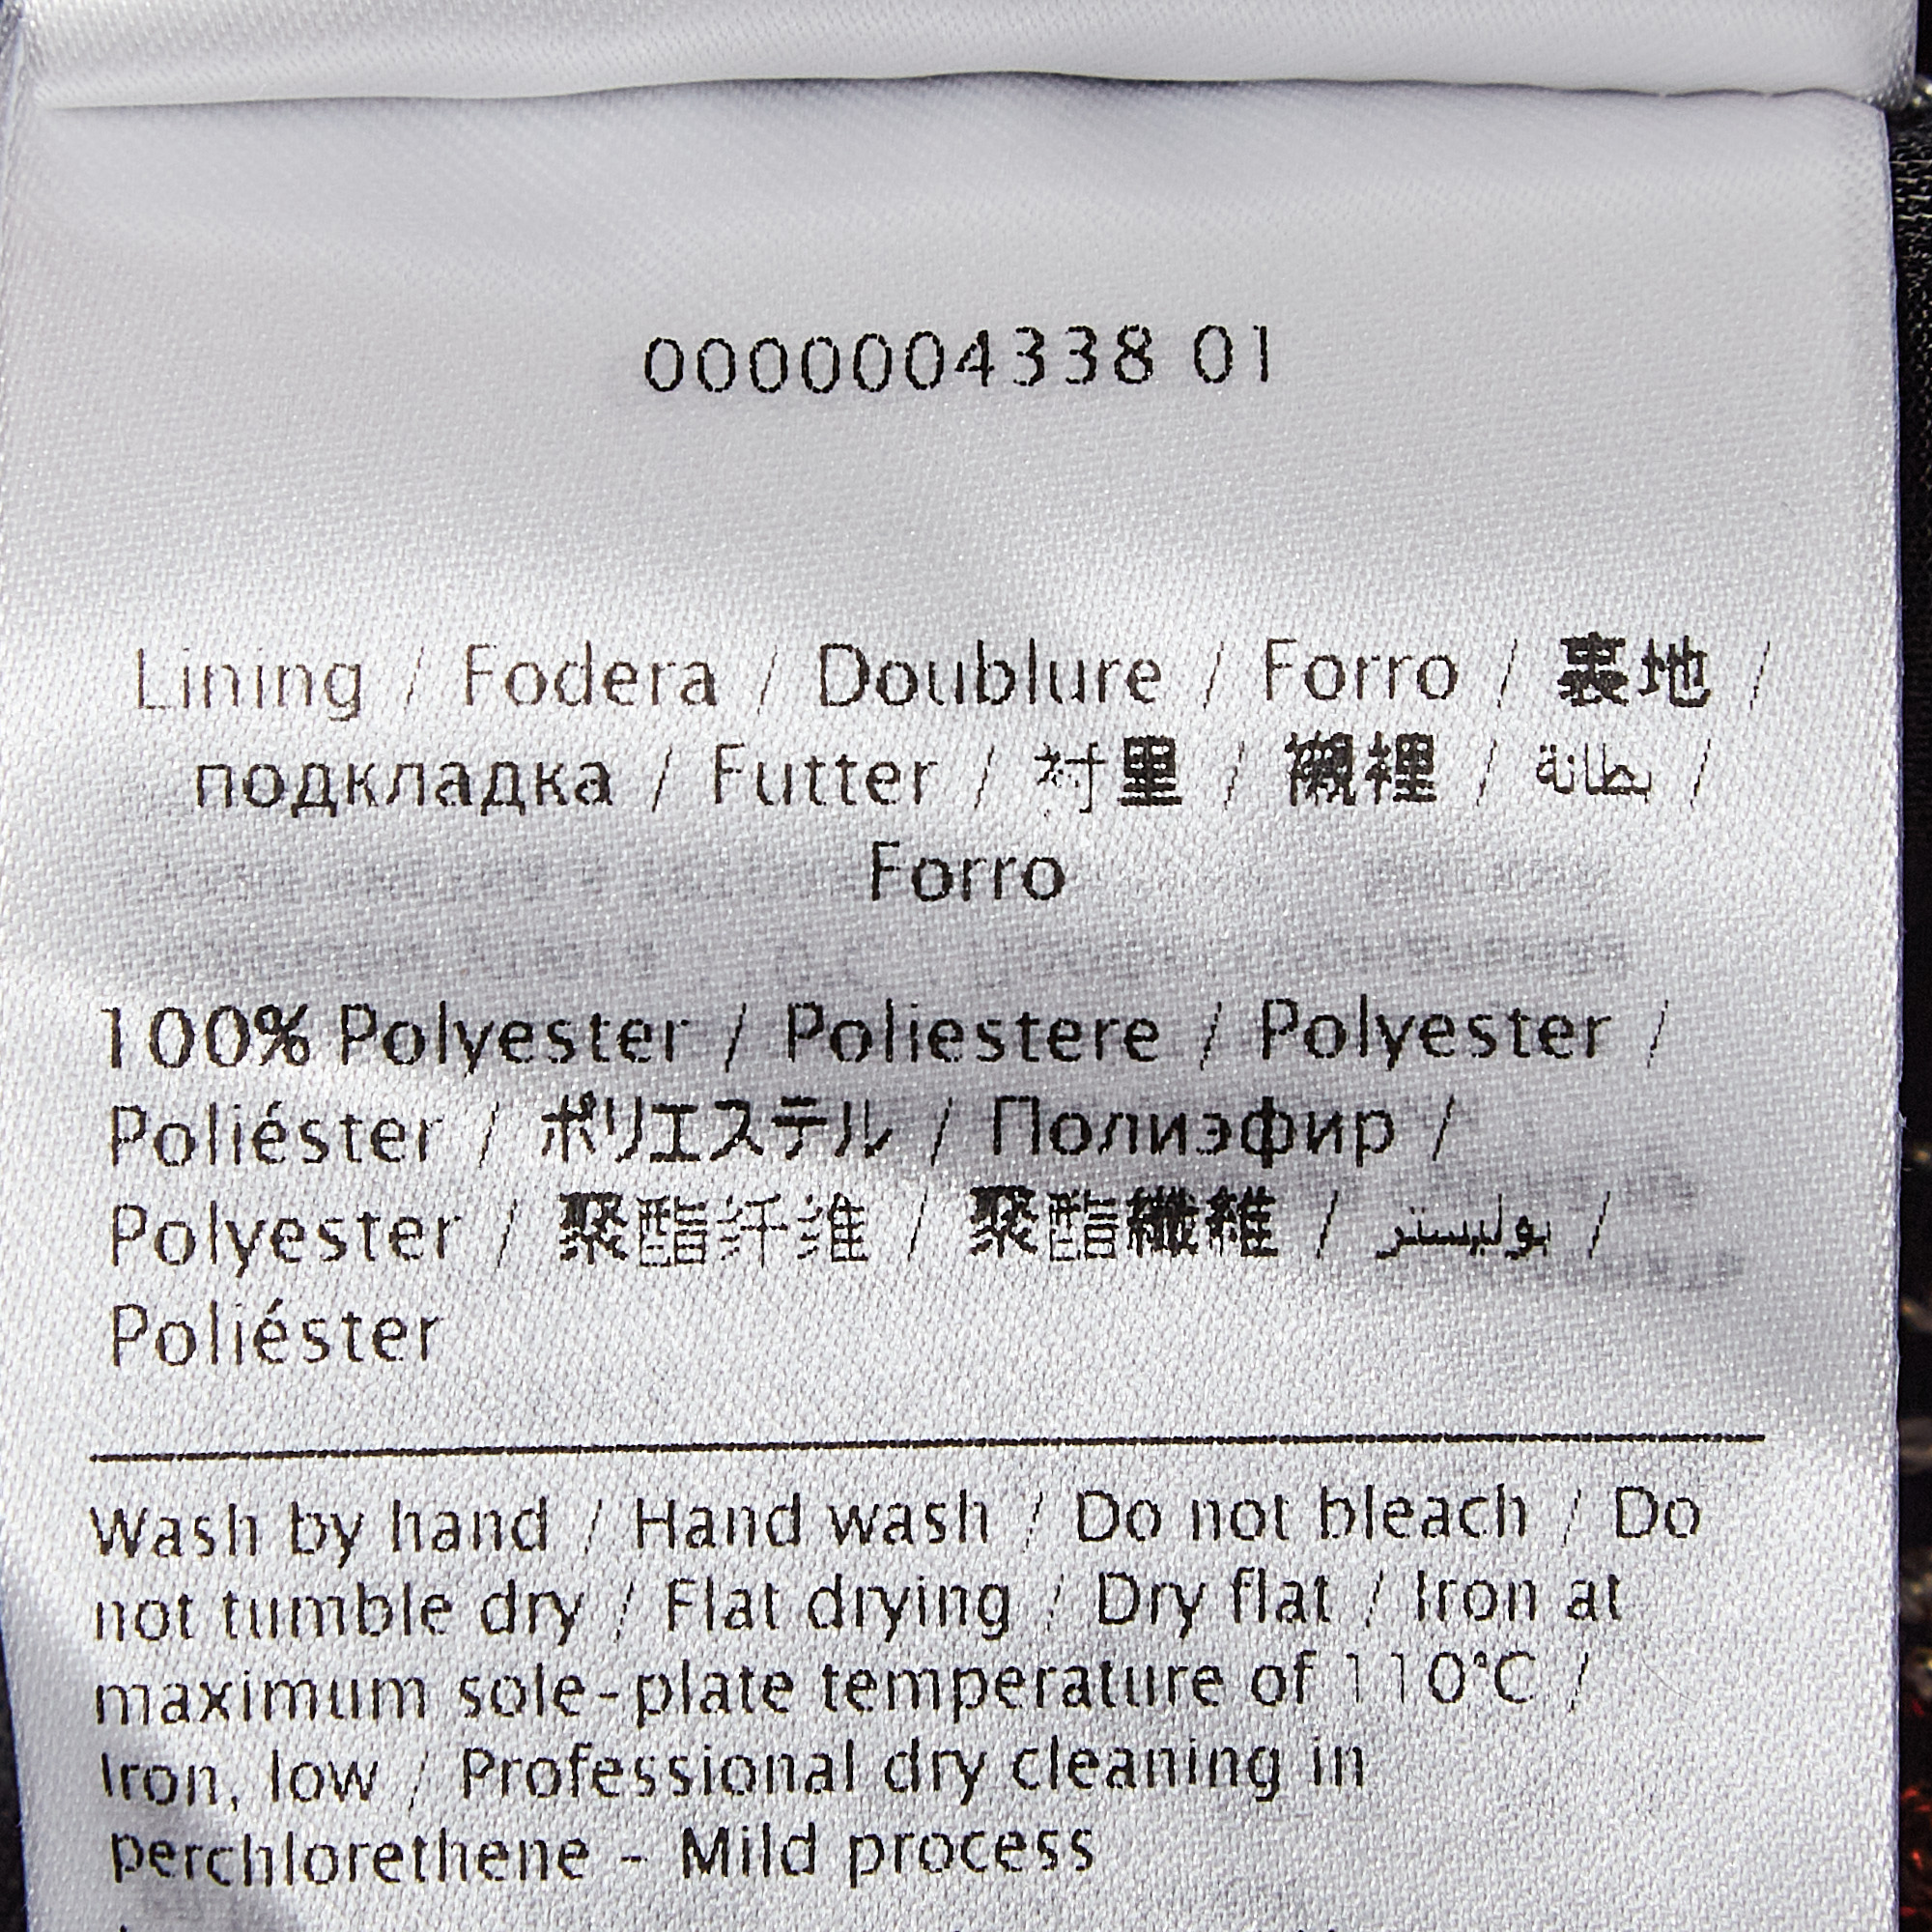 0000004338 01
Lining / Fodera / Doublure / Forro / 裏地 /
подкладка / Futter / 衬里 / 襯裡 / بطانة /
Forro
100% Polyester / Poliestere / Polyester /
Poliéster / ポリエステル / Полиэфир /
Polyester / 聚酯纤维 / 聚酯纖維 / بوليستر /
Poliéster
Wash by hand / Hand wash / Do not bleach / Do
not tumble dry / Flat drying / Dry flat / Iron at
maximum sole-plate temperature of 110°C /
Iron, low / Professional dry cleaning in
perchlorethene - Mild process